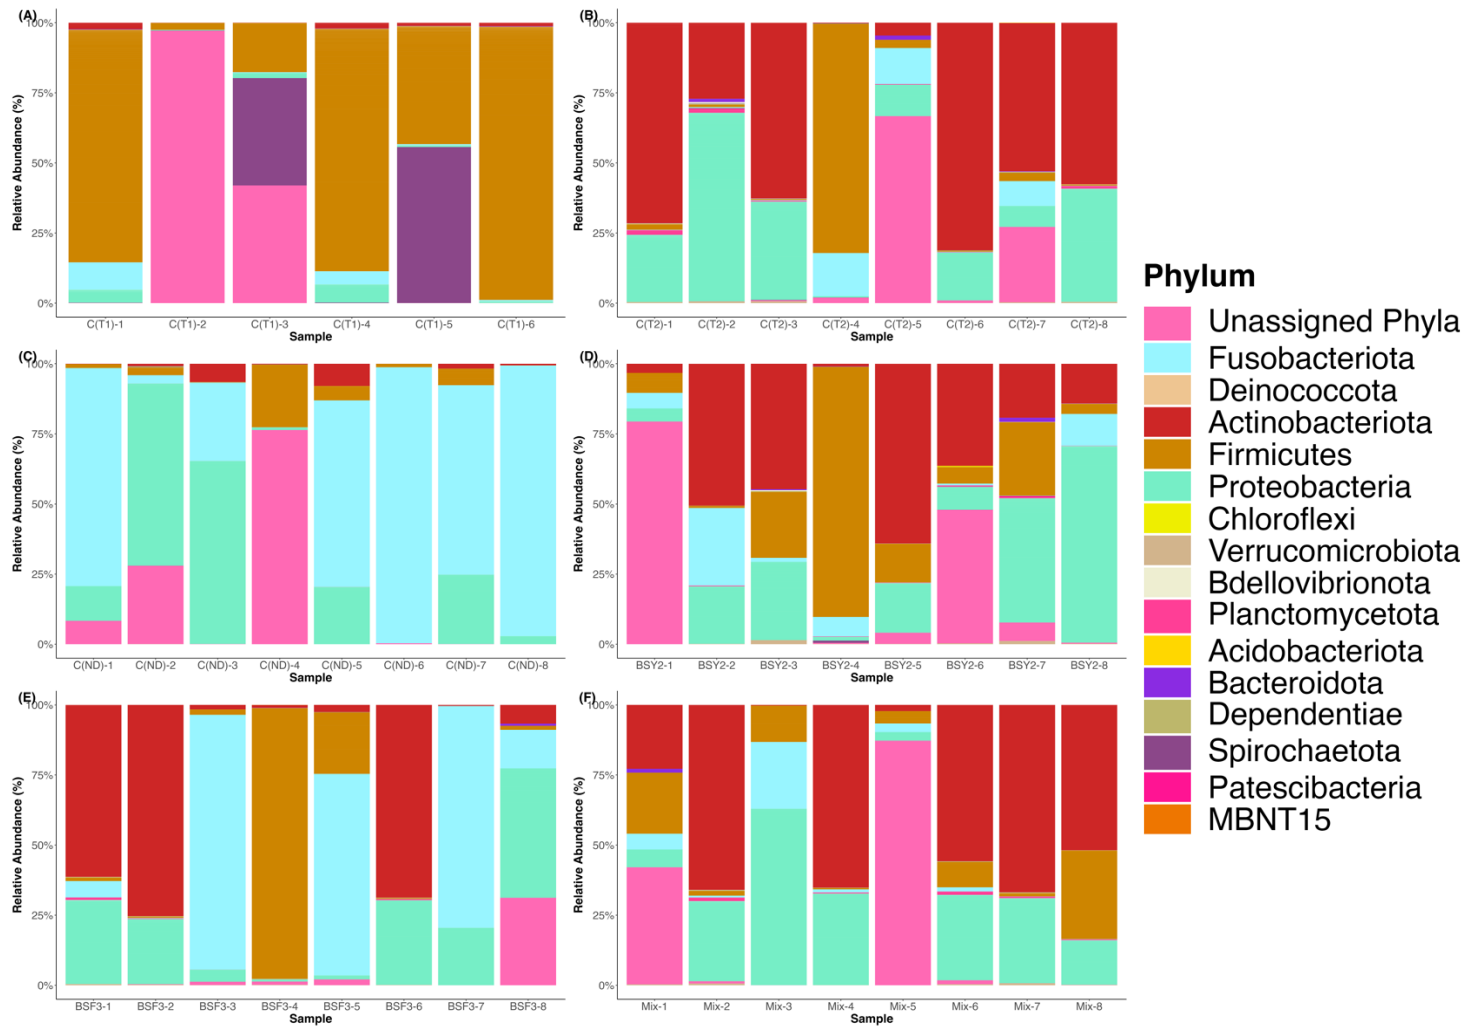 (A)
100%
75%
50%
25%
0%
Relative Abundance (%)
C(T1)-1 C(T1)-2 C(T1)-3 C(T1)-4 C(T1)-5 C(T1)-6
Sample
(B)
100%
75%
50%
25%
0%
Relative Abundance (%)
C(T2)-1 C(T2)-2 C(T2)-3 C(T2)-4 C(T2)-5 C(T2)-6 C(T2)-7 C(T2)-8
Sample
(C)
100%
75%
50%
25%
0%
Relative Abundance (%)
C(ND)-1 C(ND)-2 C(ND)-3 C(ND)-4 C(ND)-5 C(ND)-6 C(ND)-7 C(ND)-8
Sample
(D)
100%
75%
50%
25%
0%
Relative Abundance (%)
BSY2-1 BSY2-2 BSY2-3 BSY2-4 BSY2-5 BSY2-6 BSY2-7 BSY2-8
Sample
(E)
100%
75%
50%
25%
0%
Relative Abundance (%)
BSF3-1 BSF3-2 BSF3-3 BSF3-4 BSF3-5 BSF3-6 BSF3-7 BSF3-8
Sample
(F)
100%
75%
50%
25%
0%
Relative Abundance (%)
Mix-1 Mix-2 Mix-3 Mix-4 Mix-5 Mix-6 Mix-7 Mix-8
Sample
Phylum
Unassigned Phyla
Fusobacteriota
Deinococcota
Actinobacteriota
Firmicutes
Proteobacteria
Chloroflexi
Verrucomicrobiota
Bdellovibrionota
Planctomycetota
Acidobacteriota
Bacteroidota
Dependentiae
Spirochaetota
Patescibacteria
MBNT15